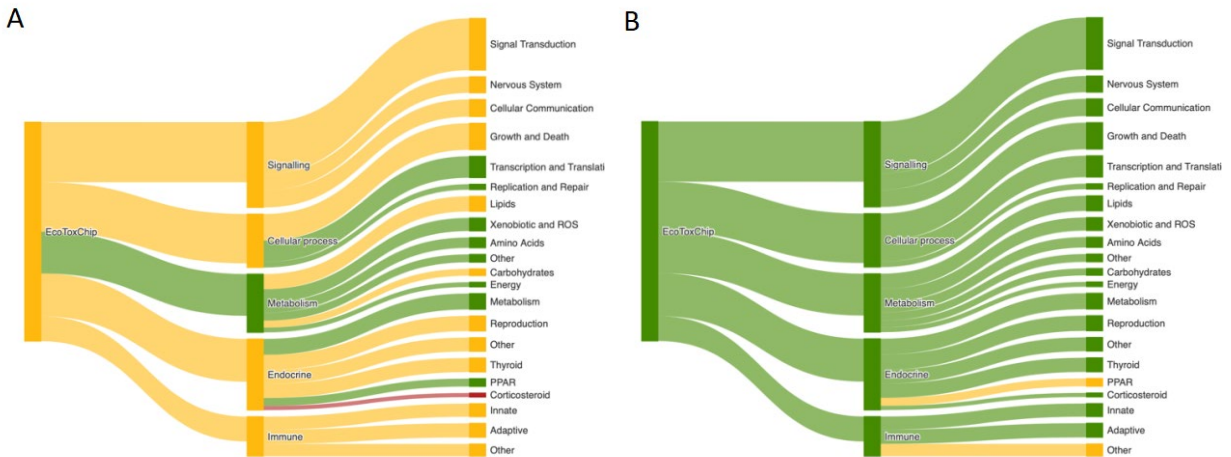 A
EcoToxChip
Signalling
Cellular process
Metabolism
Endocrine
Immune
Signal Transduction
Nervous System
Cellular Communication
Growth and Death
Transcription and Translati
Replication and Repair
Lipids
Xenobiotic and ROS
Amino Acids
Other
Carbohydrates
Energy
Metabolism
Reproduction
Other
Thyroid
PPAR
Corticosteroid
Innate
Adaptive
Other
B
EcoToxChip
Signalling
Cellular process
Metabolism
Endocrine
Immune
Signal Transduction
Nervous System
Cellular Communication
Growth and Death
Transcription and Translati
Replication and Repair
Lipids
Xenobiotic and ROS
Amino Acids
Other
Carbohydrates
Energy
Metabolism
Reproduction
Other
Thyroid
PPAR
Corticosteroid
Innate
Adaptive
Other